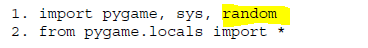 1. import pygame, sys, random
2. from pygame.locals import *